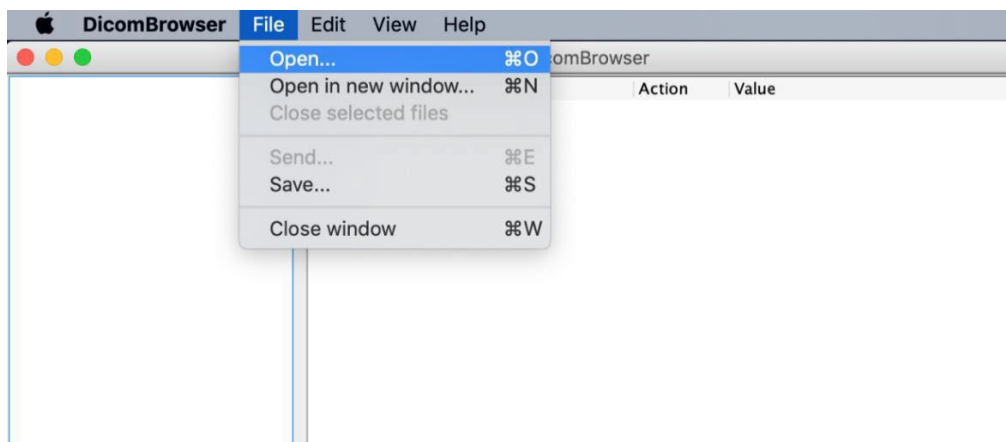 DicomBrowser File Edit View Help
Open... ⌘O
comBrowser
Open in new window... ⌘N
Action Value
Close selected files
Send... ⌘E
Save... ⌘S
Close window ⌘W